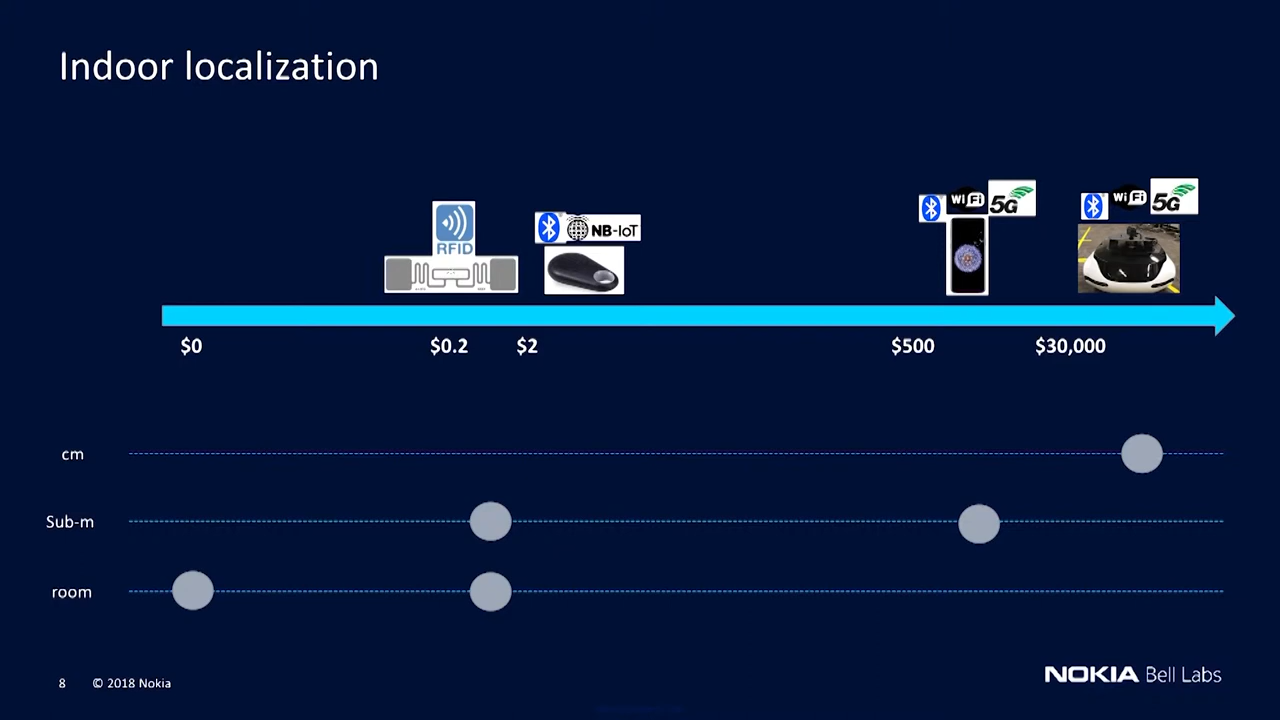 Indoor localization
RFID
NB-IoT
WiFi
5G
WiFi
5G
$0
$0.2
$2
$500
$30,000
cm
Sub-m
room
8
© 2018 Nokia
NOKIA Bell Labs